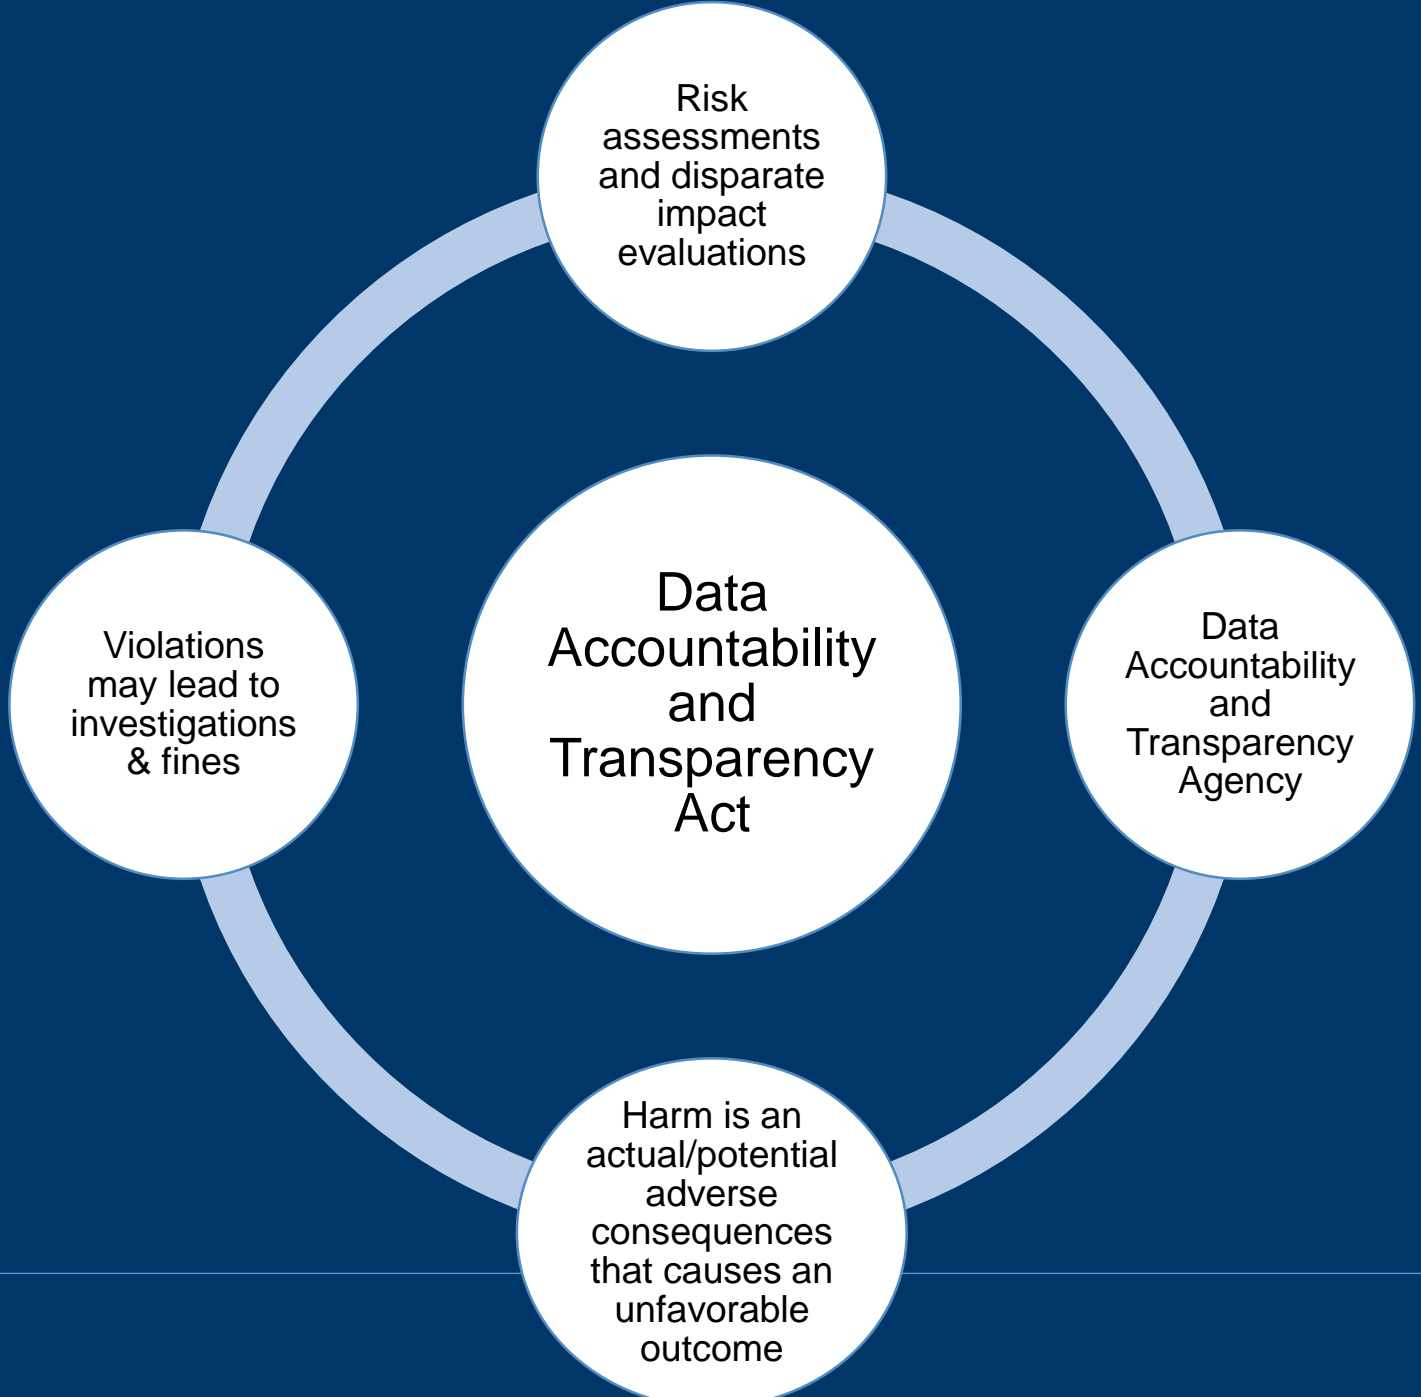 Risk
assessments
and disparate
impact
evaluations
Data
Accountability
and
Transparency
Act
Violations
may lead to
investigations
& fines
Data
Accountability
and
Transparency
Agency
Harm is an
actual/potential
adverse
consequences
that causes an
unfavorable
outcome